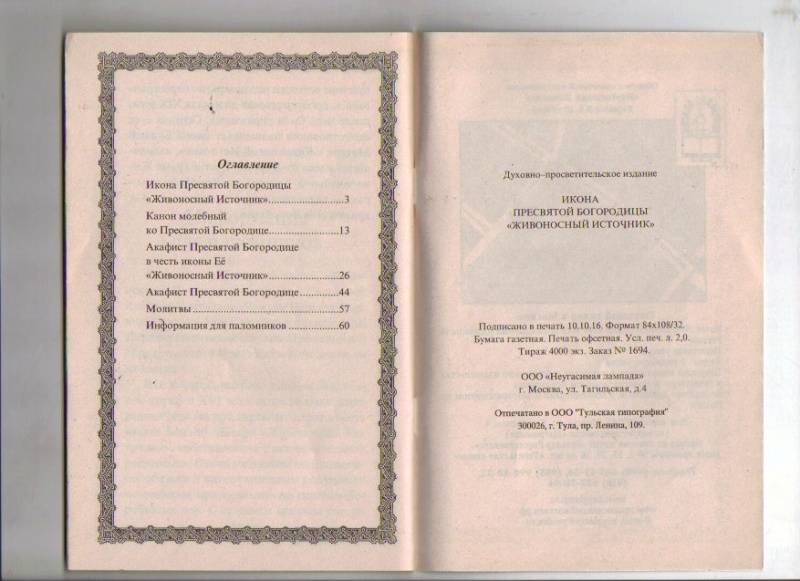 Оглавление
Икона Пресвятой Богородицы
«Живоносный Источник»........................3
Канон молебный
ко Пресвятой Богородице......................13
Акафист Пресвятой Богородице
в честь иконы Её
«Живоносный Источник»......................26
Акафист Пресвятой Богородице.............44
Молитвы................................................57
Информация для паломников................60
Духовно–просветительское издание
ИКОНА
ПРЕСВЯТОЙ БОГОРОДИЦЫ
«ЖИВОНОСНЫЙ ИСТОЧНИК»
Подписано в печать 10.10.16. Формат 84х108/32.
Бумага газетная. Печать офсетная. Усл. печ. л. 2,0.
Тираж 4000 экз. Заказ № 1694.
ООО «Неугасимая лампада»
г. Москва, ул. Тагильская, д.4
Отпечатано в ООО "Тульская типография"
300026, г. Тула, пр. Ленина, 109.